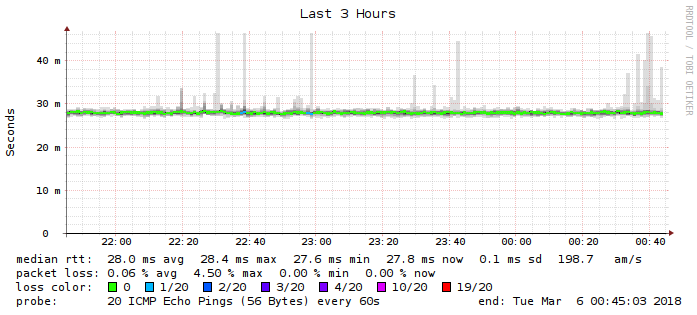 Last 3 Hours
RRDTOOL / TOBI OETIKER
Seconds
40 m
30 m
20 m
10 m
0
22:00 22:20 22:40 23:00 23:20 23:40 00:00 00:20 00:40
median rtt: 28.0 ms avg 28.4 ms max 27.6 ms min 27.8 ms now 0.1 ms sd 198.7 am/s
packet loss: 0.06 % avg 4.50 % max 0.00 % min 0.00 % now
loss color: 0 1/20 2/20 3/20 4/20 10/20 19/20
probe: 20 ICMP Echo Pings (56 Bytes) every 60s end: Tue Mar 6 00:45:03 2018